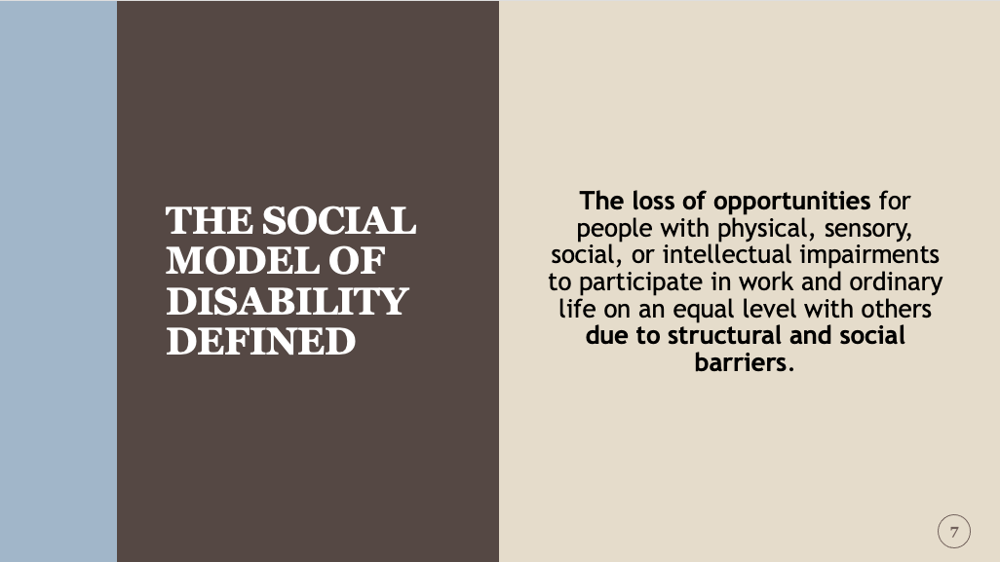 THE SOCIAL
MODEL OF
DISABILITY
DEFINED
The loss of opportunities for
people with physical, sensory,
social, or intellectual impairments
to participate in work and ordinary
life on an equal level with others
due to structural and social
barriers.
7